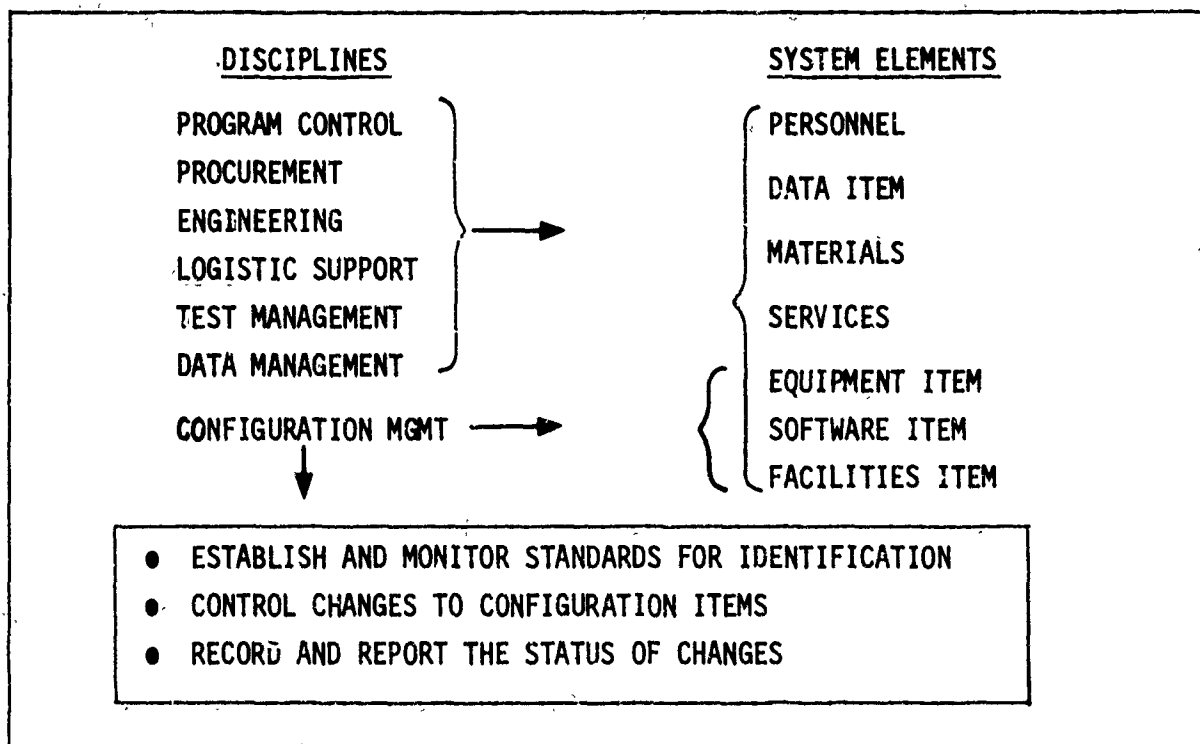 DISCIPLINES
PROGRAM CONTROL
PROCUREMENT
ENGINEERING
LOGISTIC SUPPORT
TEST MANAGEMENT
DATA MANAGEMENT
CONFIGURATION MGMT
SYSTEM ELEMENTS
PERSONNEL
DATA ITEM
MATERIALS
SERVICES
EQUIPMENT ITEM
SOFTWARE ITEM
FACILITIES ITEM
● ESTABLISH AND MONITOR STANDARDS FOR IDENTIFICATION
● CONTROL CHANGES TO CONFIGURATION ITEMS
● RECORD AND REPORT THE STATUS OF CHANGES